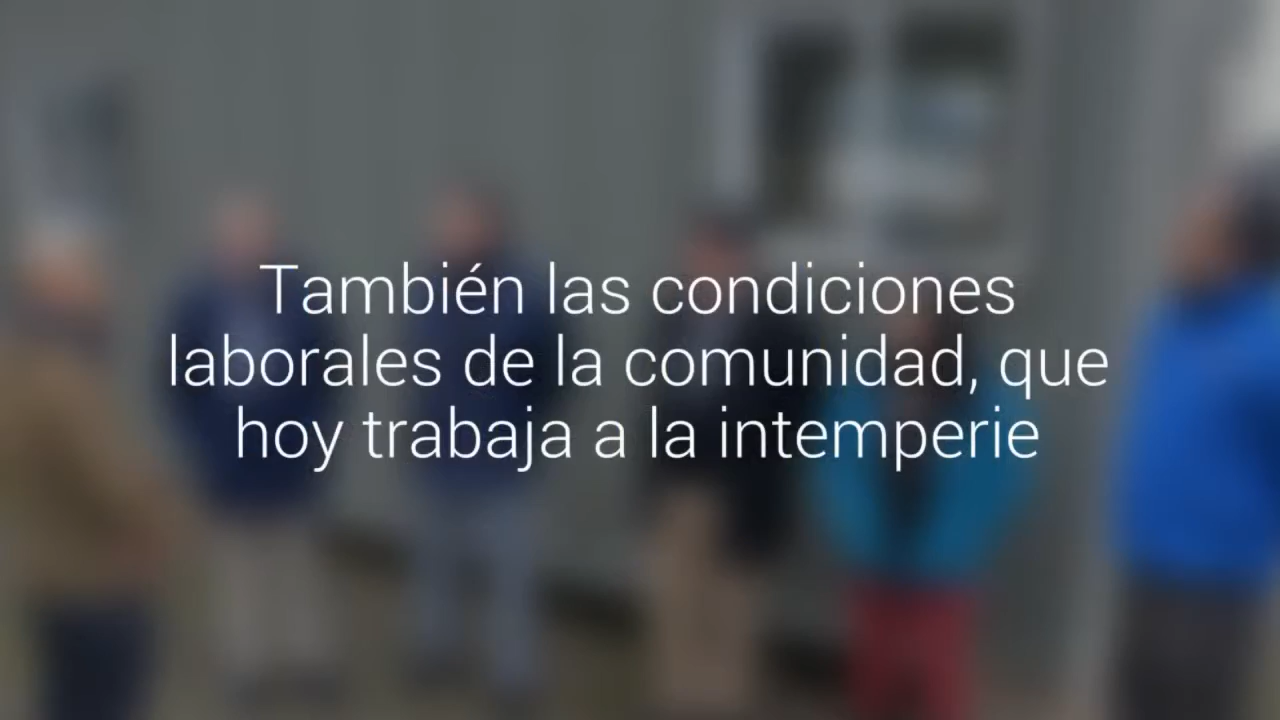 También las condiciones
laborales de la comunidad, que
hoy trabaja a la intemperie